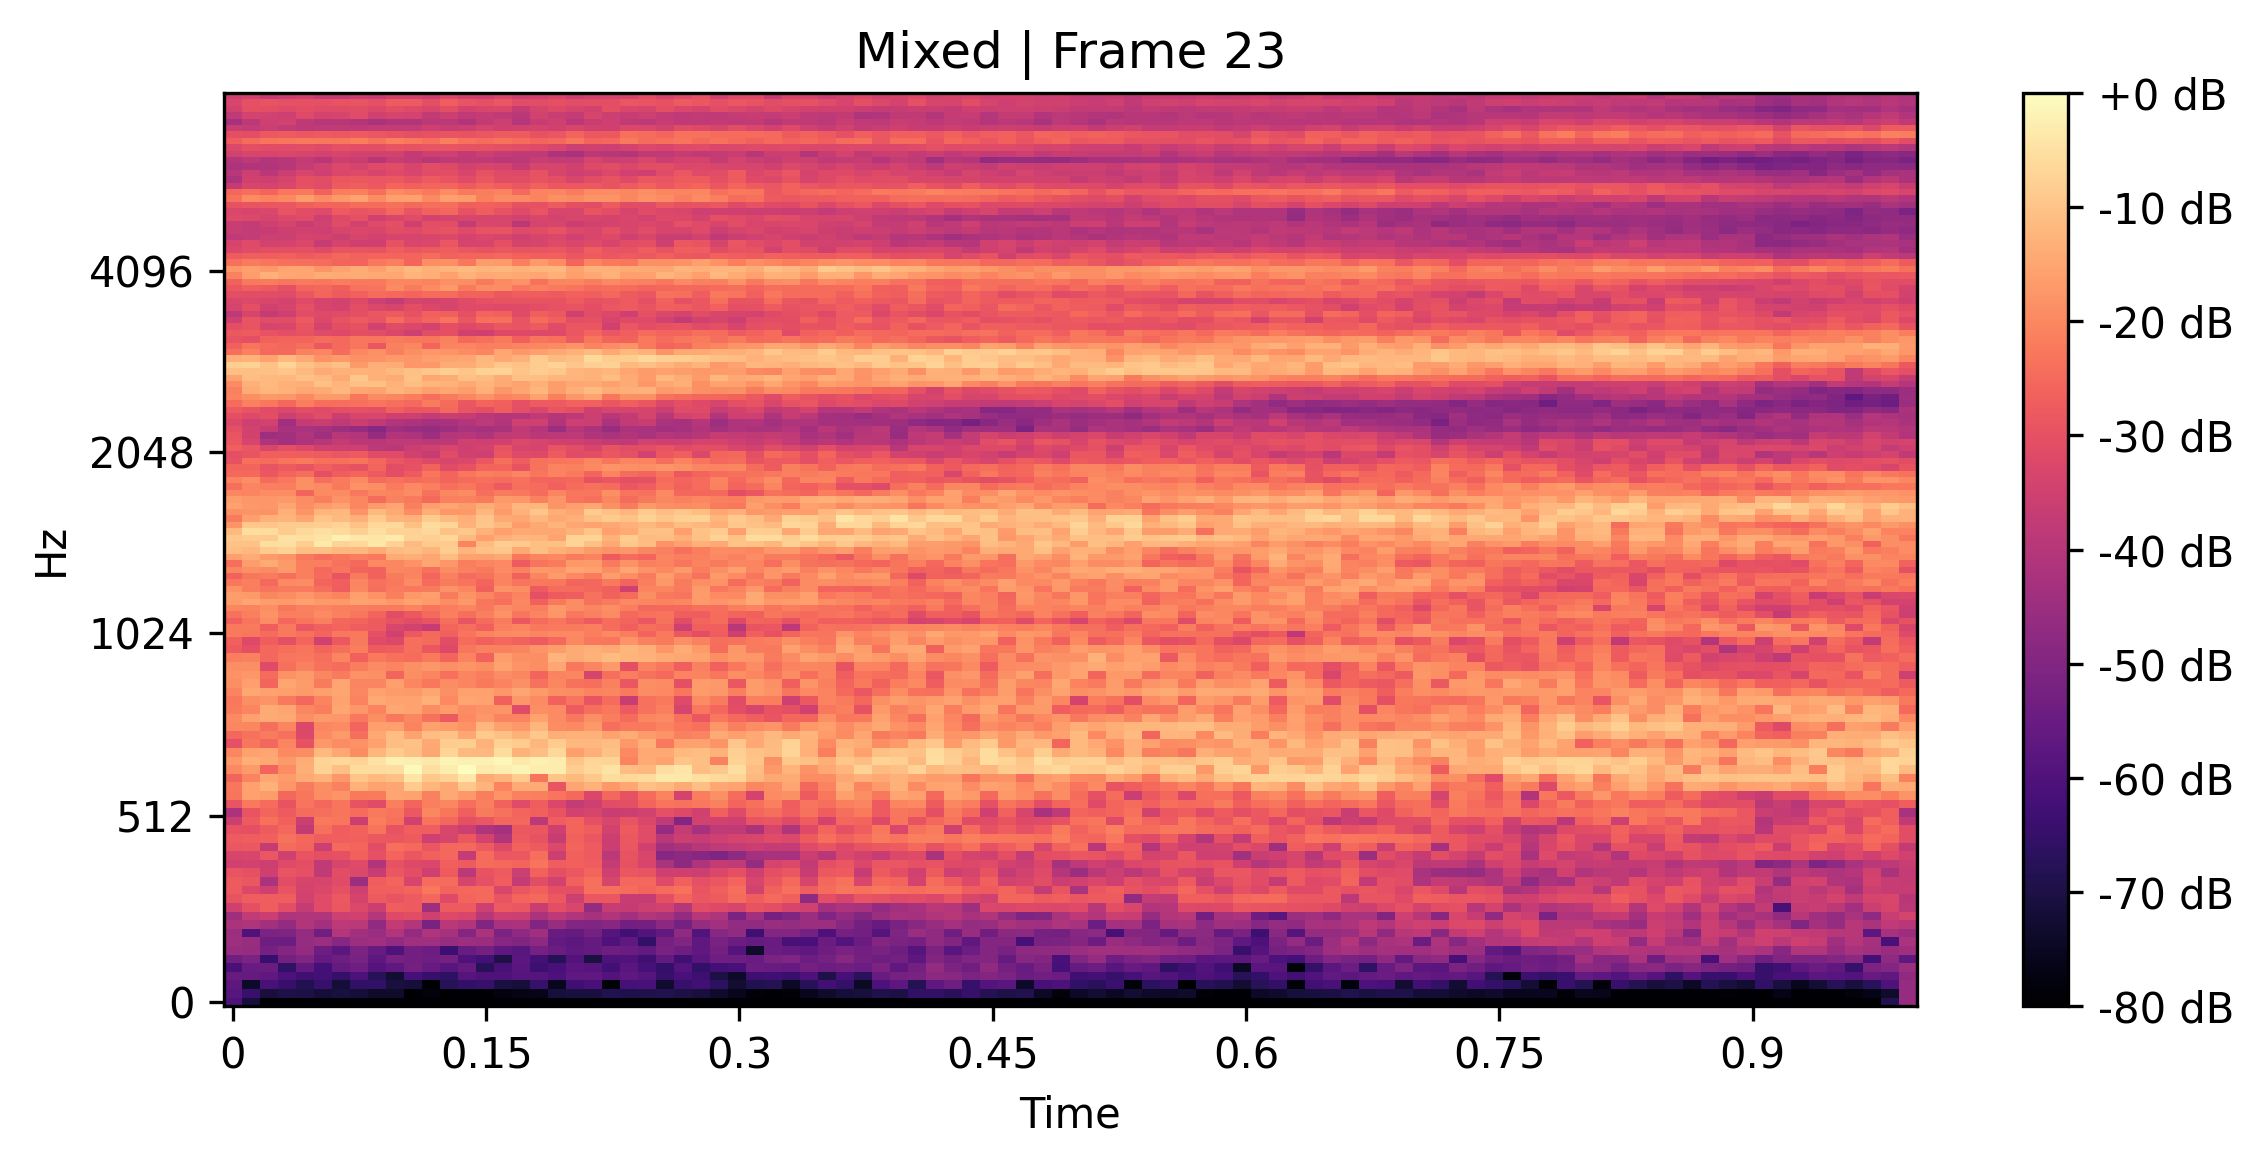 Mixed | Frame 23
+0 dB
-10 dB
4096
-20 dB
-30 dB
2048
-40 dB
Hz
1024
-50 dB
-60 dB
512
-70 dB
0
-80 dB
0 0.15 0.3 0.45 0.6 0.75 0.9
Time